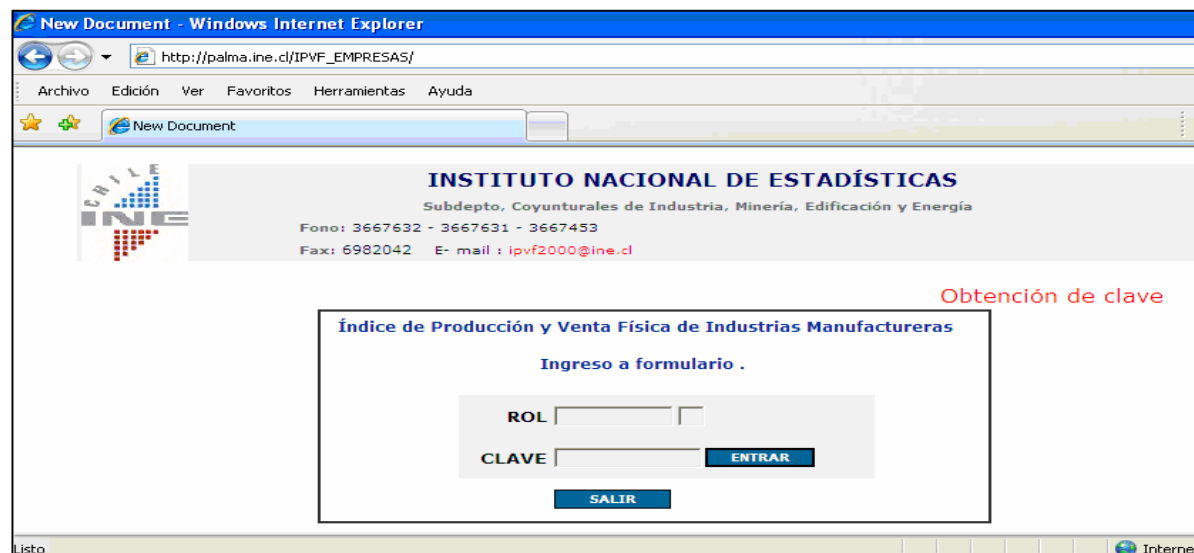 New Document - Windows Internet Explorer
http://palma.ine.cl/IPVF_EMPRESAS/
Archivo Edición Ver Favoritos Herramientas Ayuda
New Document
CHILE
INE
INSTITUTO NACIONAL DE ESTADÍSTICAS
Subdepto, Coyunturales de Industria, Minería, Edificación y Energía
Fono: 3667632 - 3667631 - 3667453
Fax: 6982042 E- mail : ipvf2000@ine.cl
Obtención de clave
Índice de Producción y Venta Física de Industrias Manufactureras
Ingreso a formulario .
ROL
CLAVE ENTRAR
SALIR
Listo Interne